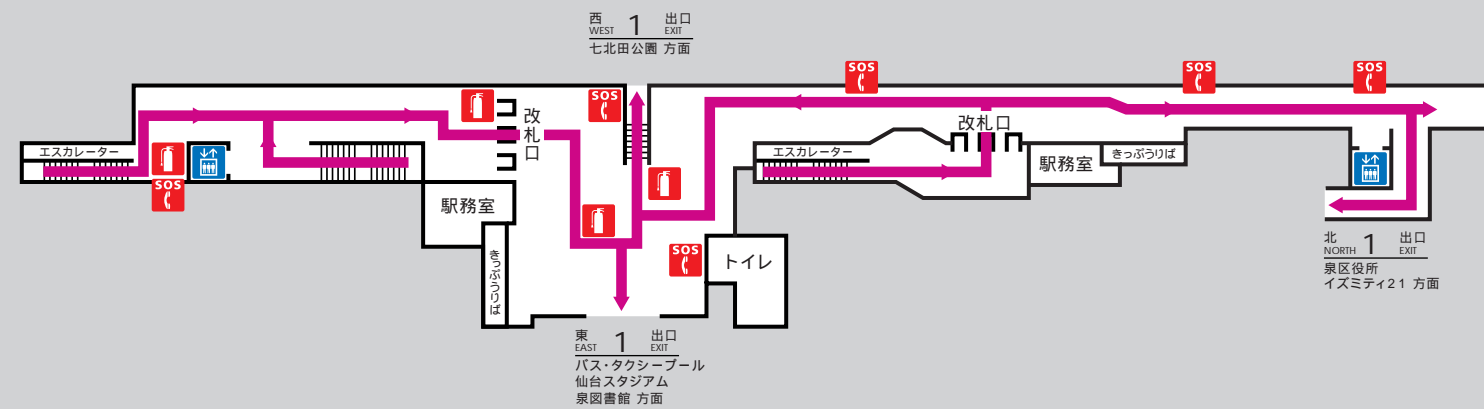 西 1 出口
WEST EXIT
七北田公園 方面
SOS
SOS
SOS
SOS
改札口
改札口
エスカレーター
エスカレーター
きっぷうりば
駅務室
SOS
駅務室
きっぷうりば
SOS
トイレ
北 1 出口
NORTH EXIT
泉区役所
イズミティ21 方面
東 1 出口
EAST EXIT
バス・タクシープール
仙台スタジアム
泉図書館 方面